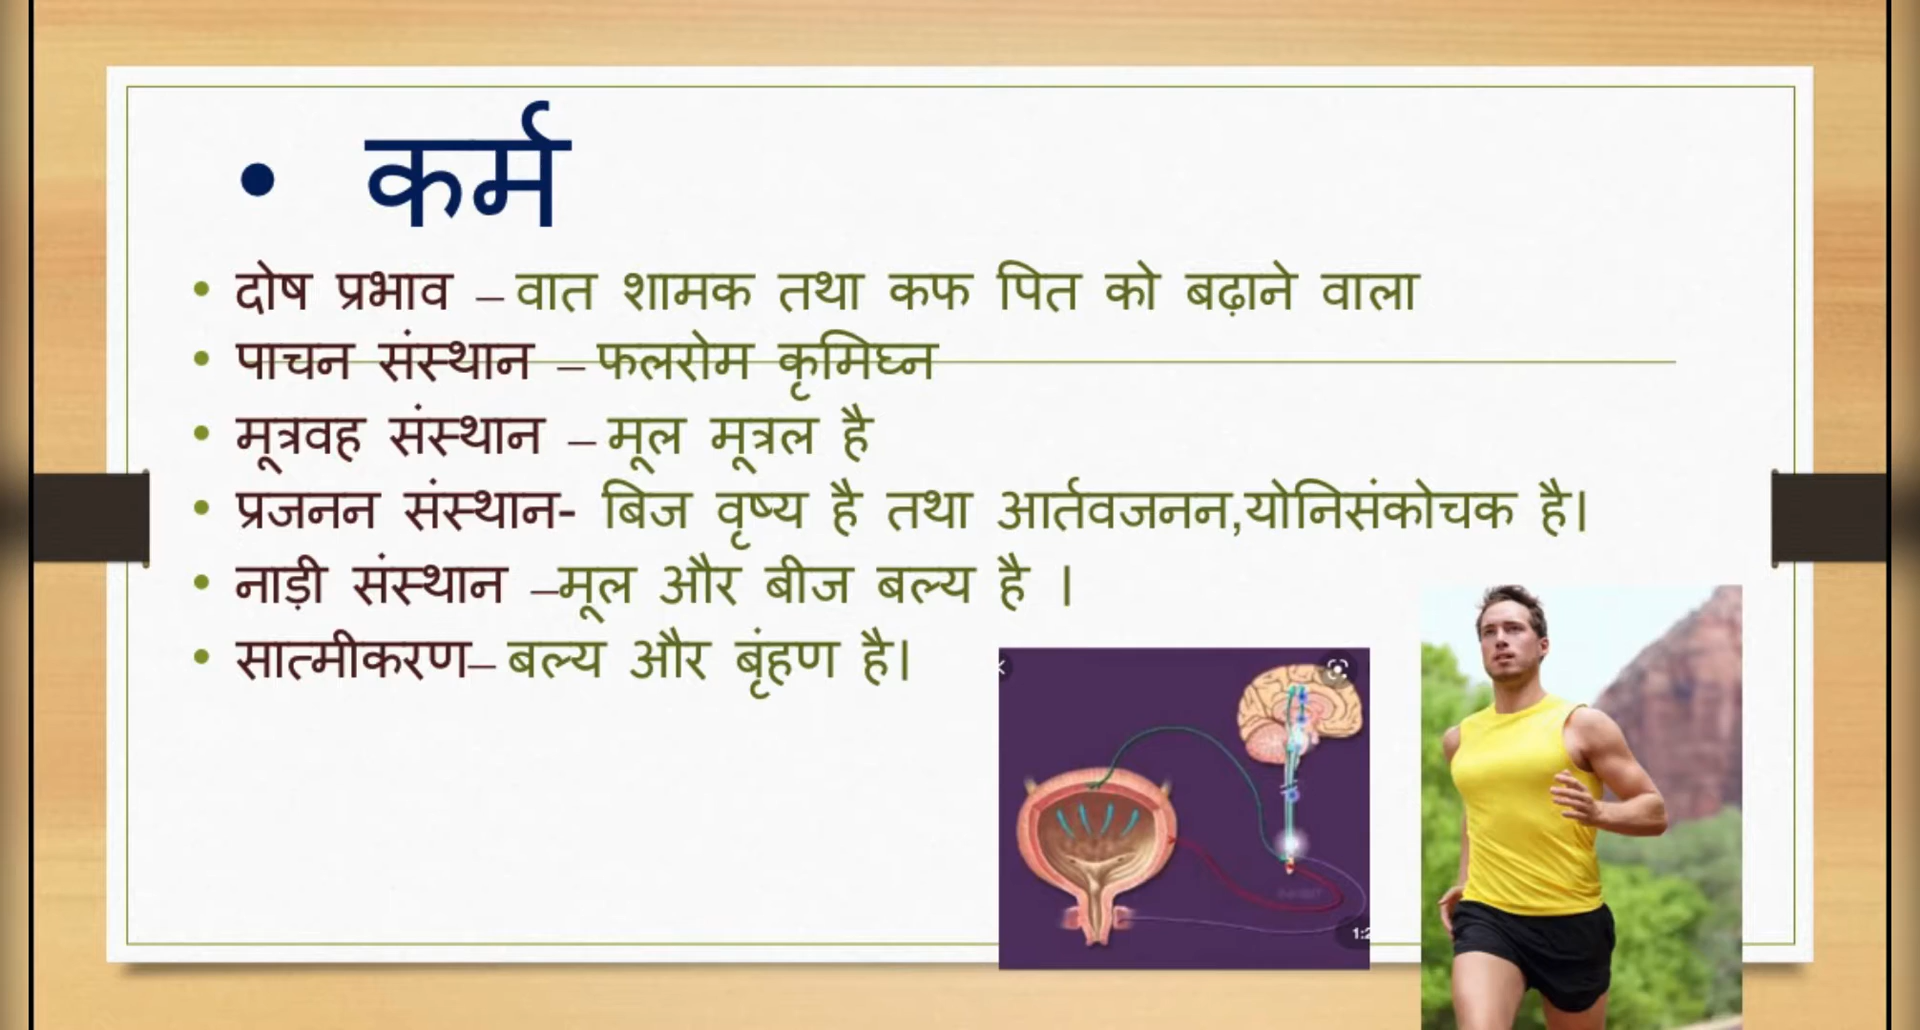 • कर्म
• दोष प्रभाव – वात शामक तथा कफ पित को बढ़ाने वाला
• पाचन संस्थान – फलरोम कृमिघ्न
• मूत्रवह संस्थान – मूल मूत्रल है
• प्रजनन संस्थान- बिज वृष्य है तथा आर्तवजनन,योनिसंकोचक है।
• नाड़ी संस्थान –मूल और बीज बल्य है ।
• सात्मीकरण– बल्य और बृंहण है।